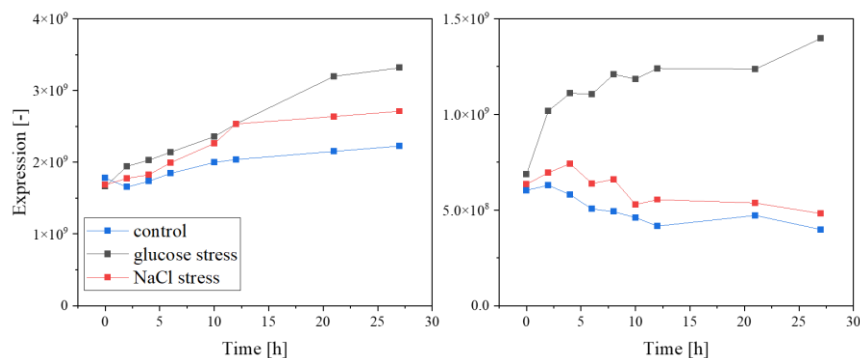 4×10⁹
3×10⁹
2×10⁹
1×10⁹
0
Expression [-]
control
glucose stress
NaCl stress
0 5 10 15 20 25 30
Time [h]
1.5×10⁹
1.0×10⁹
5.0×10⁸
0.0
0 5 10 15 20 25 30
Time [h]